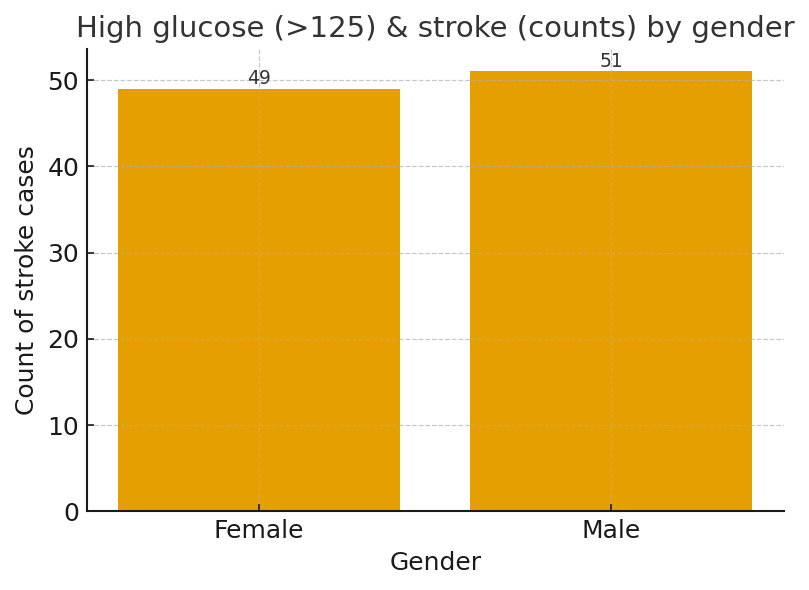 High glucose (>125) & stroke (counts) by gender
49
51
50
40
30
20
10
0
Count of stroke cases
Female
Male
Gender